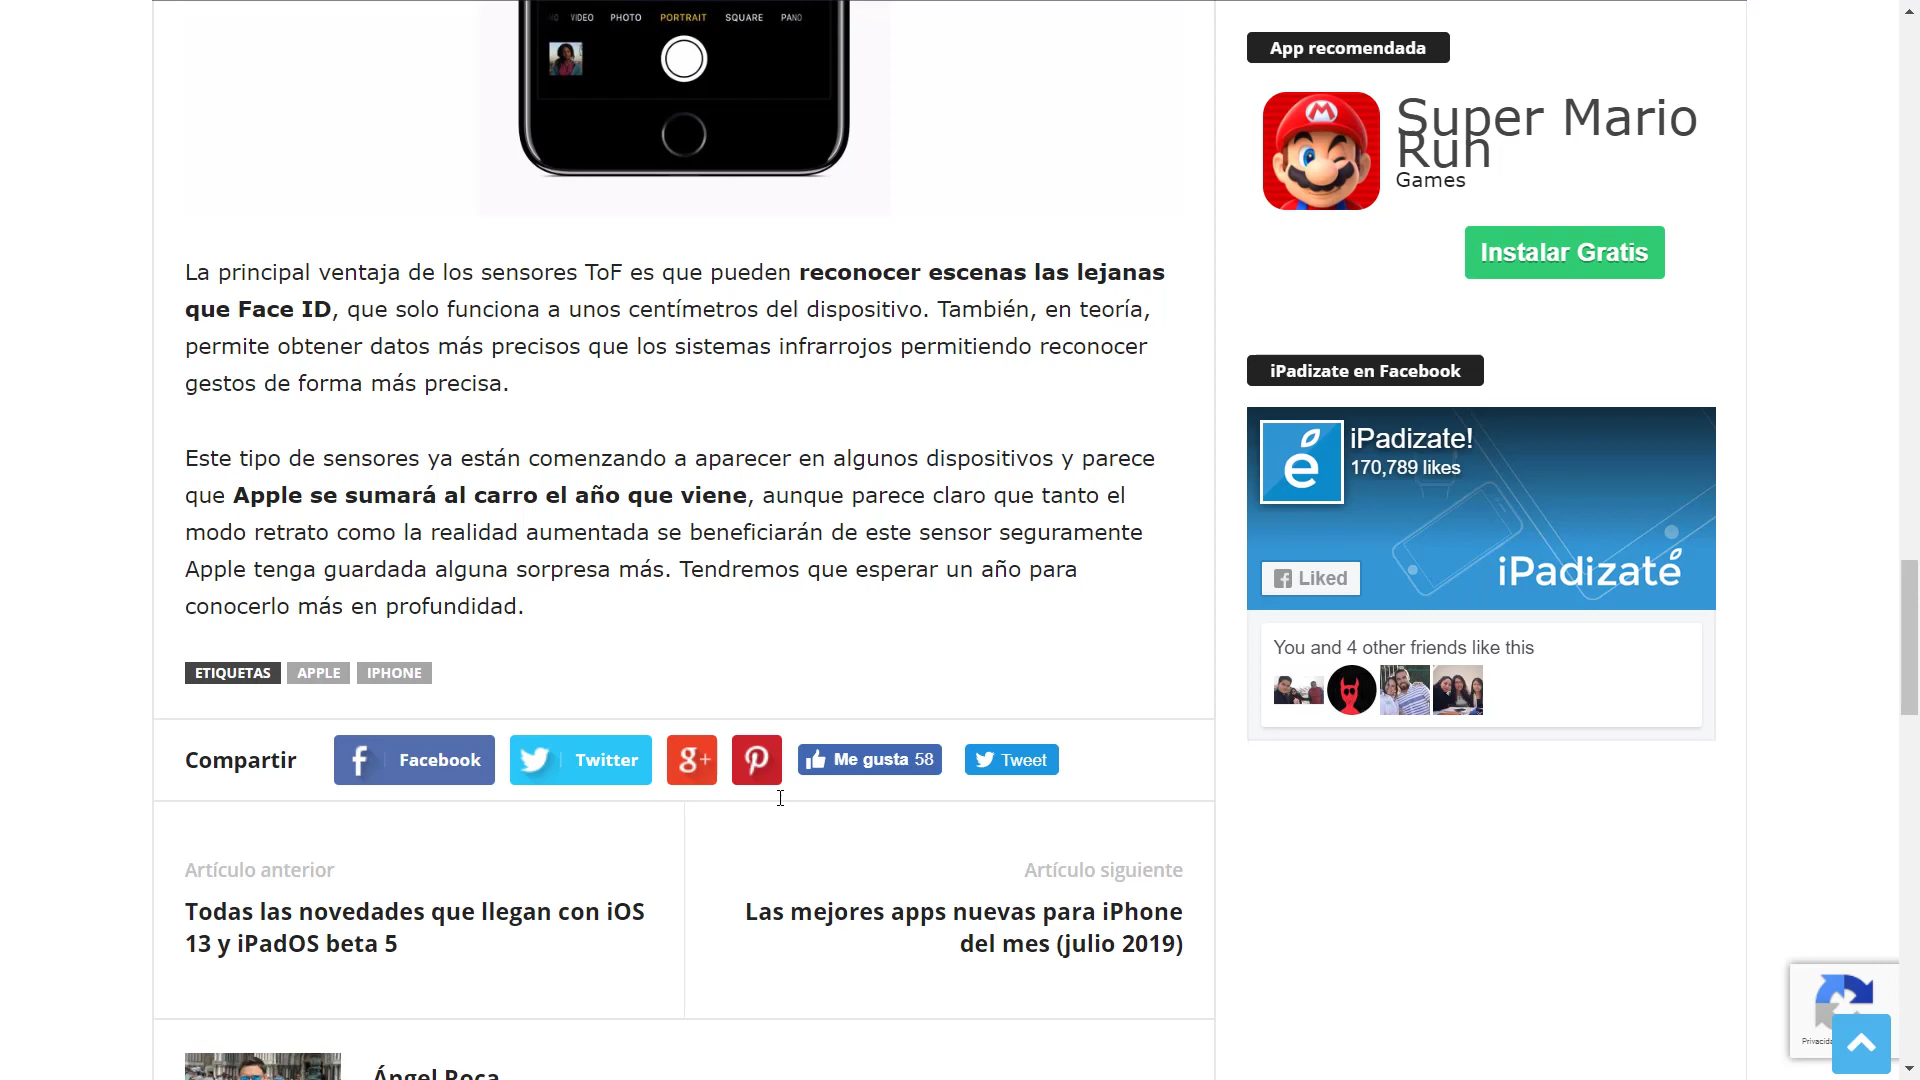 VIDEO PHOTO PORTRAIT SQUARE PANO
La principal ventaja de los sensores ToF es que pueden reconocer escenas las lejanas
que Face ID, que solo funciona a unos centímetros del dispositivo. También, en teoría,
permite obtener datos más precisos que los sistemas infrarrojos permitiendo reconocer
gestos de forma más precisa.
Este tipo de sensores ya están comenzando a aparecer en algunos dispositivos y parece
que Apple se sumará al carro el año que viene, aunque parece claro que tanto el
modo retrato como la realidad aumentada se beneficiarán de este sensor seguramente
Apple tenga guardada alguna sorpresa más. Tendremos que esperar un año para
conocerlo más en profundidad.
ETIQUETAS APPLE IPHONE
Compartir Facebook Twitter g+ Me gusta 58 Tweet
Artículo anterior
Todas las novedades que llegan con iOS
13 y iPadOS beta 5
Artículo siguiente
Las mejores apps nuevas para iPhone
del mes (julio 2019)
Ángel Roca
App recomendada
Super Mario
Run
Games
Instalar Gratis
iPadizate en Facebook
iPadizate!
170,789 likes
Liked
iPadizate
You and 4 other friends like this